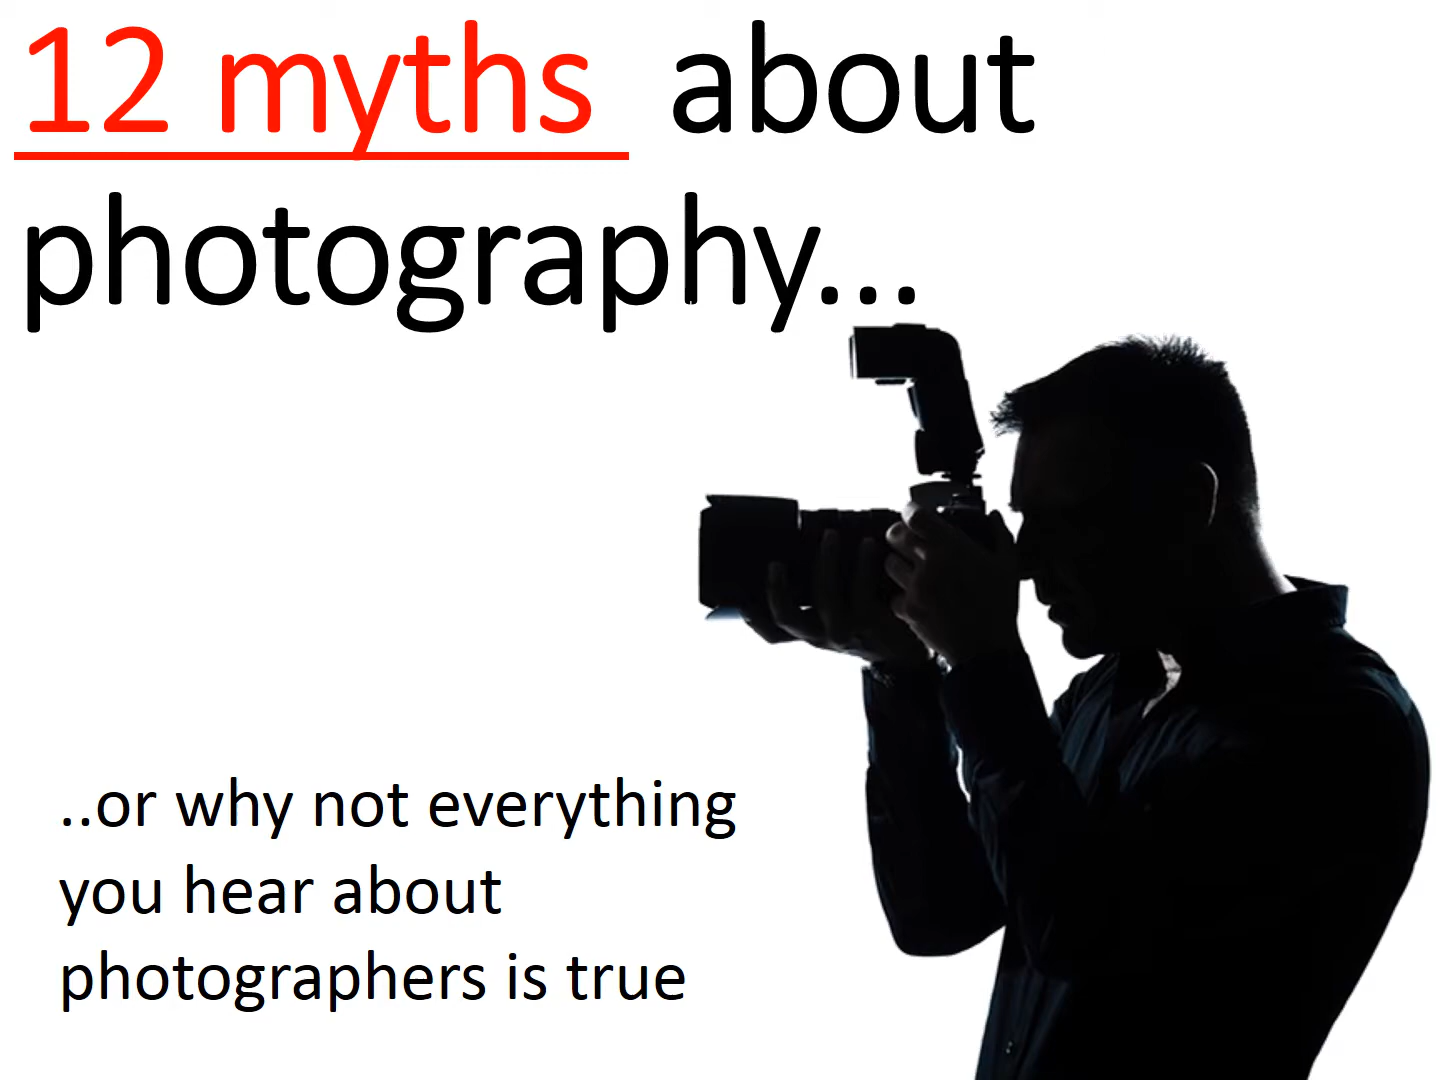 12 myths about
photography...
..or why not everything
you hear about
photographers is true